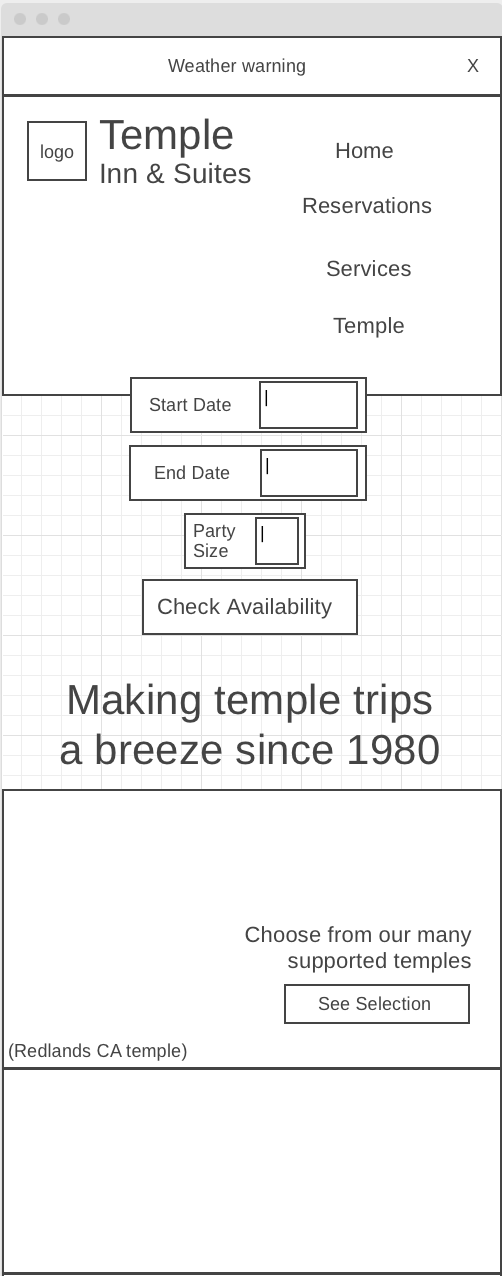 Weather warning X
logo
Temple
Inn & Suites
Home
Reservations
Services
Temple
Start Date
End Date
Party
Size
Check Availability
Making temple trips
a breeze since 1980
Choose from our many
supported temples
See Selection
(Redlands CA temple)